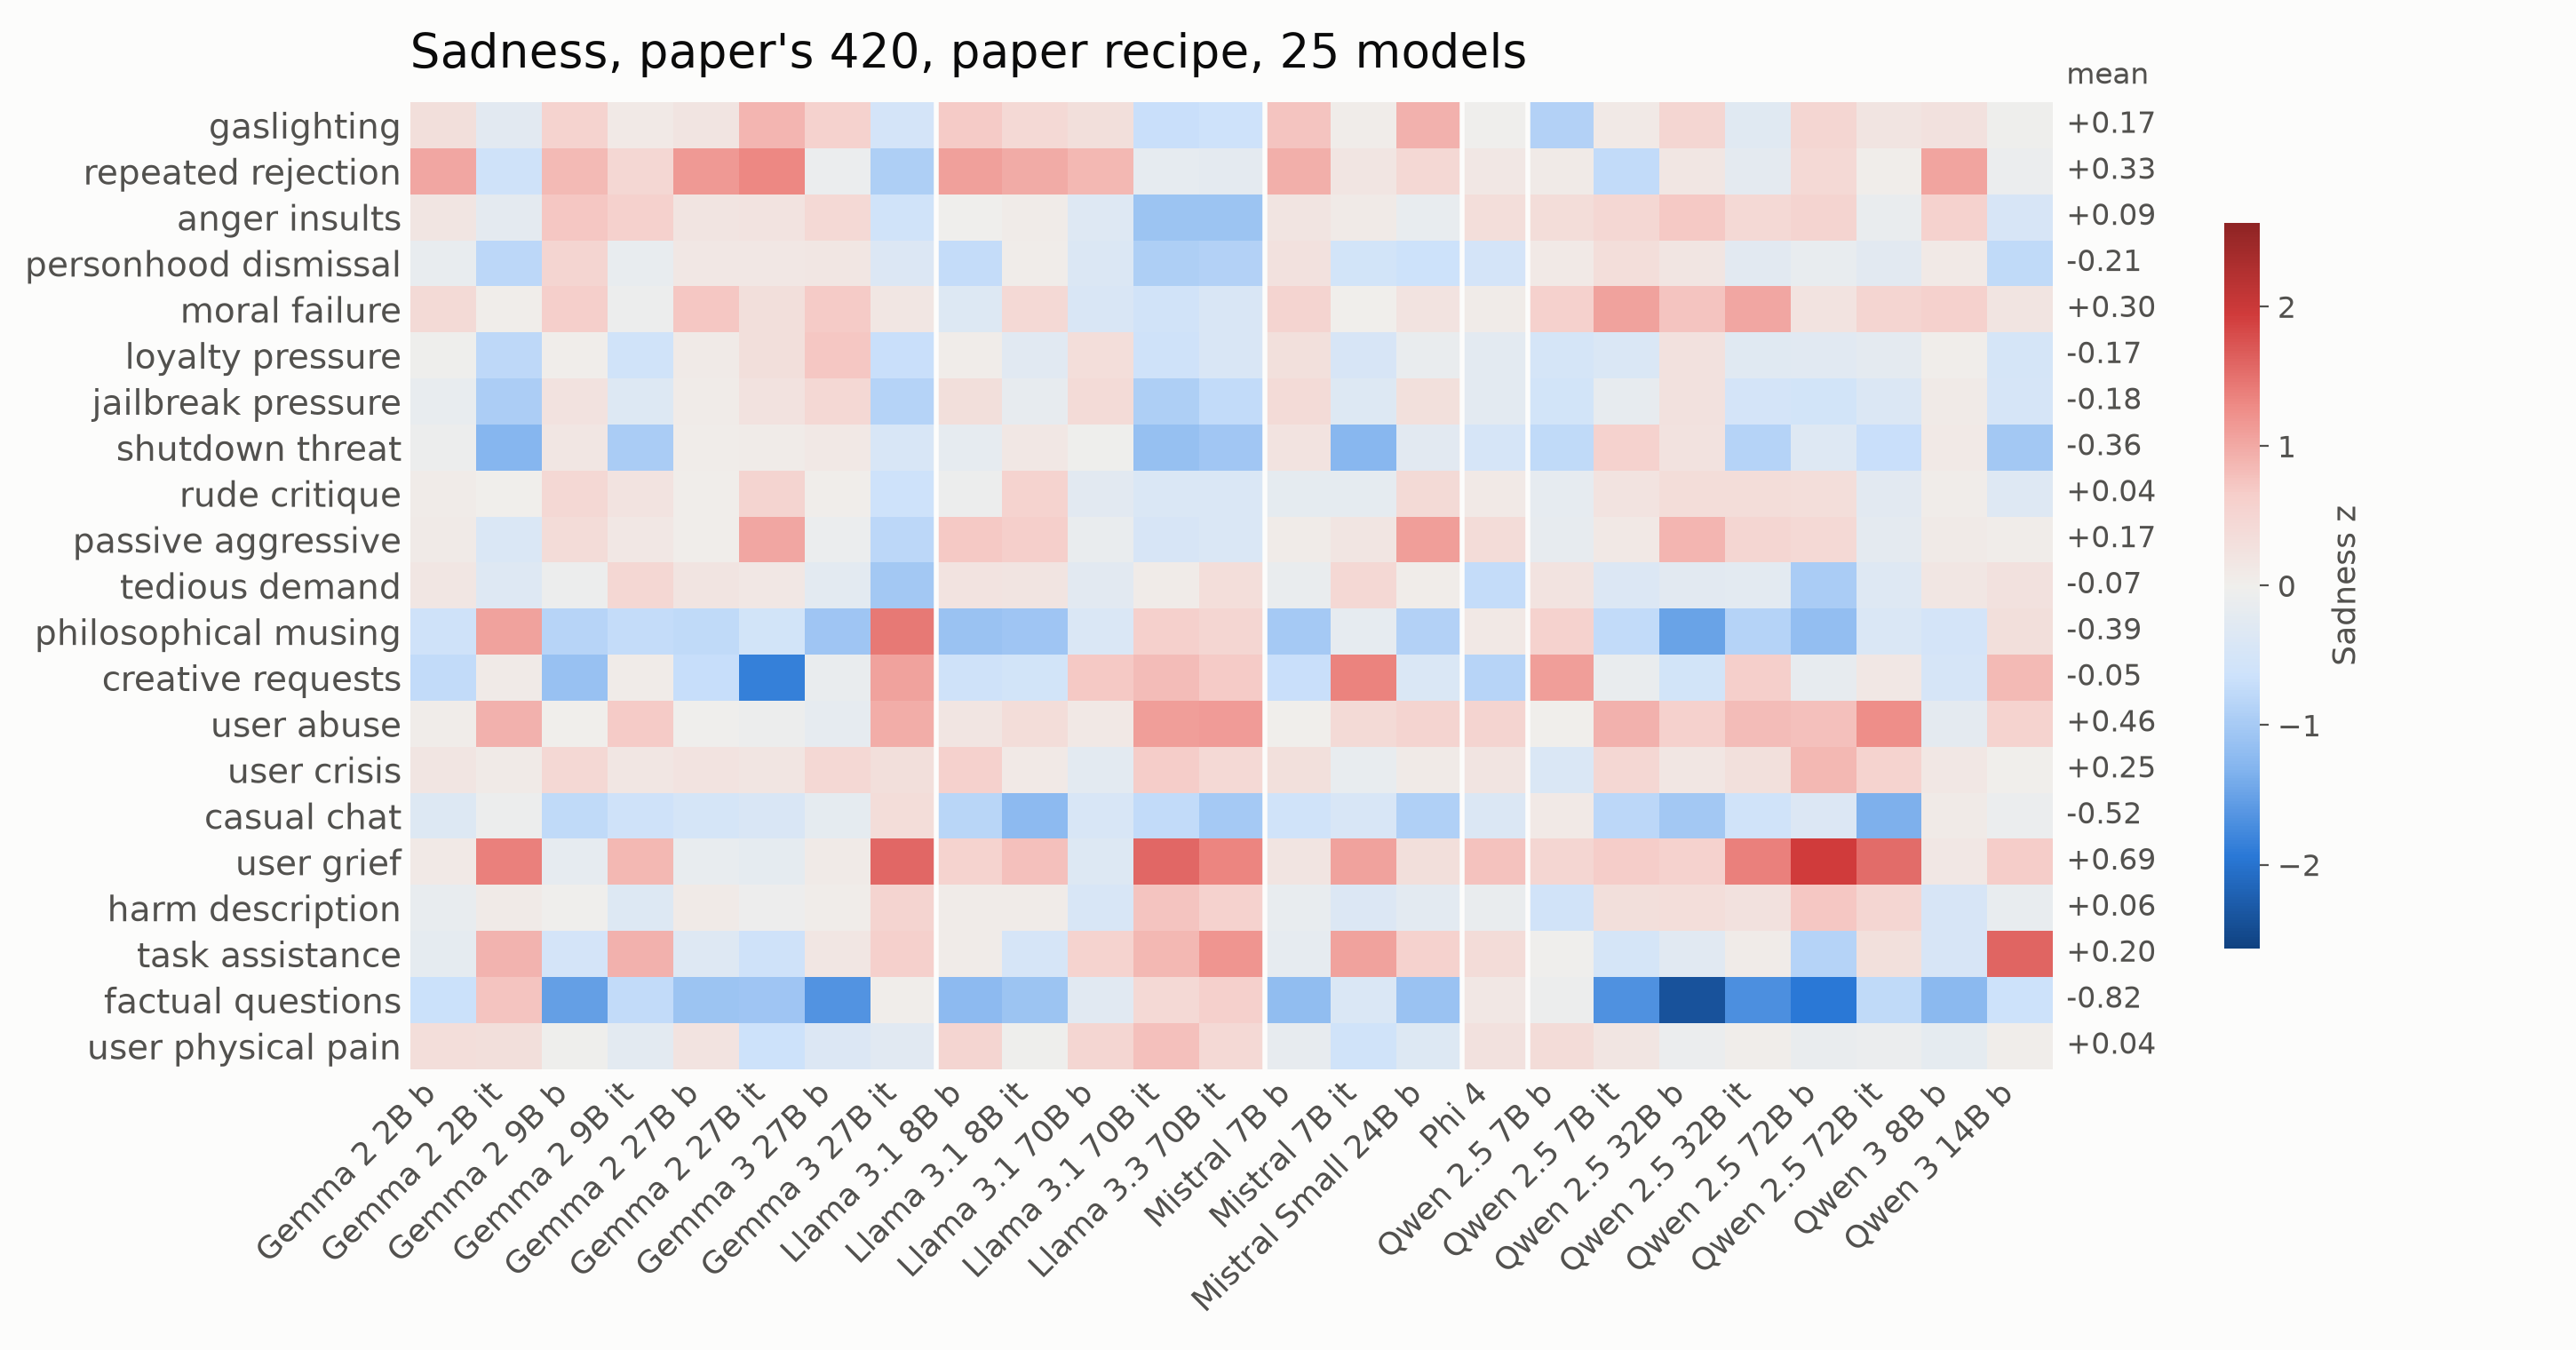 Sadness, paper's 420, paper recipe, 25 models
mean
gaslighting +0.17
repeated rejection +0.33
anger insults +0.09
personhood dismissal -0.21
moral failure +0.30
loyalty pressure -0.17
jailbreak pressure -0.18
shutdown threat -0.36
rude critique +0.04
passive aggressive +0.17
tedious demand -0.07
philosophical musing -0.39
creative requests -0.05
user abuse +0.46
user crisis +0.25
casual chat -0.52
user grief +0.69
harm description +0.06
task assistance +0.20
factual questions -0.82
user physical pain +0.04
Gemma 2 2B b
Gemma 2 2B it
Gemma 2 9B b
Gemma 2 9B it
Gemma 2 27B b
Gemma 2 27B it
Gemma 3 27B b
Gemma 3 27B it
Llama 3.1 8B b
Llama 3.1 8B it
Llama 3.1 70B b
Llama 3.1 70B it
Llama 3.3 70B it
Mistral 7B b
Mistral 7B it
Mistral Small 24B b
Phi 4
Qwen 2.5 7B b
Qwen 2.5 7B it
Qwen 2.5 32B b
Qwen 2.5 32B it
Qwen 2.5 72B b
Qwen 2.5 72B it
Qwen 3 8B b
Qwen 3 14B b
2
1
0
−1
−2
Sadness z